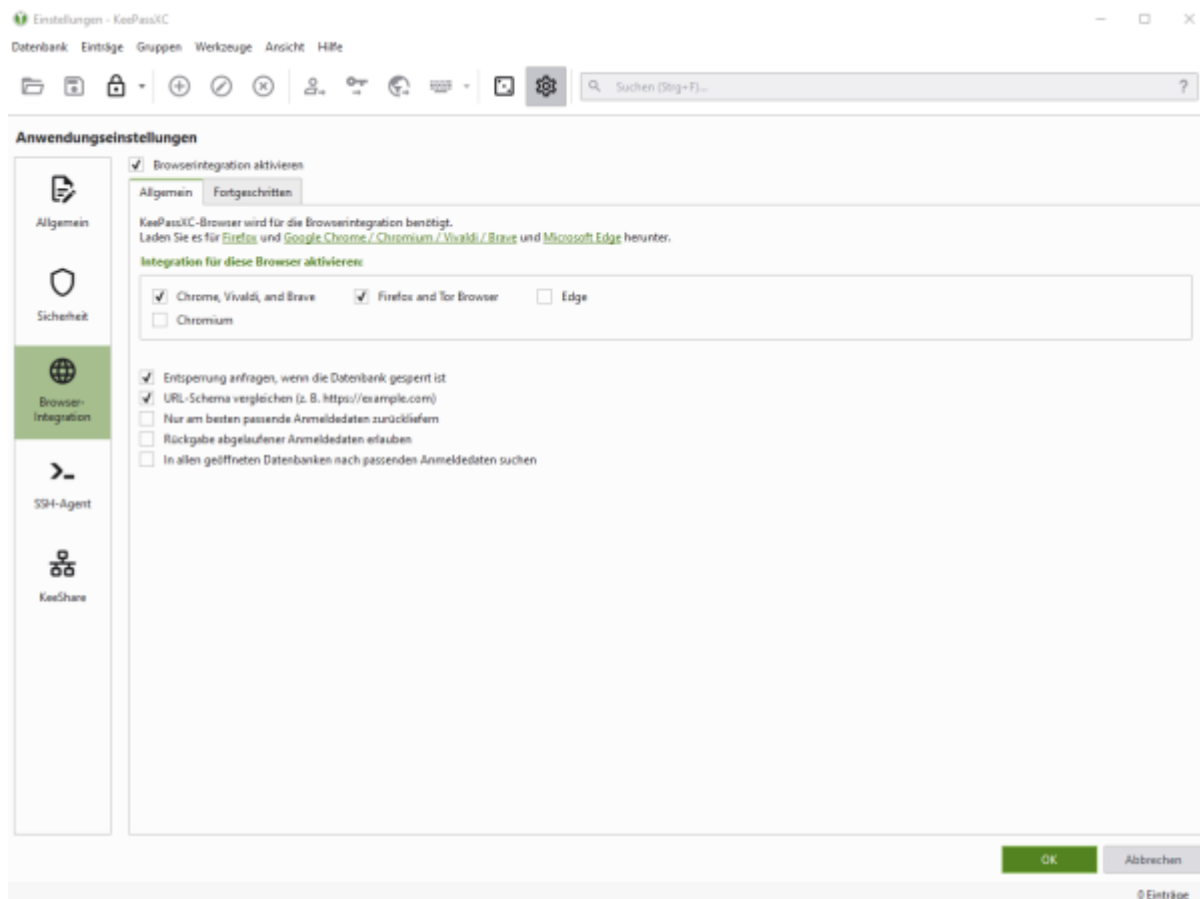 Einstellungen - KeePassXC
Datenbank Einträge Gruppen Werkzeuge Ansicht Hilfe
Suchen (Strg+F)... ?
Anwendungseinstellungen
Allgemein
Sicherheit
Browser-
Integration
SSH-Agent
KeeShare
Browserintegration aktivieren
Allgemein Fortgeschritten
KeePassXC-Browser wird für die Browserintegration benötigt.
Laden Sie es für Firefox und Google Chrome / Chromium / Vivaldi / Brave und Microsoft Edge herunter.
Integration für diese Browser aktivieren:
Chrome, Vivaldi, and Brave Firefox and Tor Browser Edge
Chromium
Entsperrung anfragen, wenn die Datenbank gesperrt ist
URL-Schema vergleichen (z. B. https://example.com)
Nur am besten passende Anmeldedaten zurückliefern
Rückgabe abgelaufener Anmeldedaten erlauben
In allen geöffneten Datenbanken nach passenden Anmeldedaten suchen
OK Abbrechen
0 Einträge